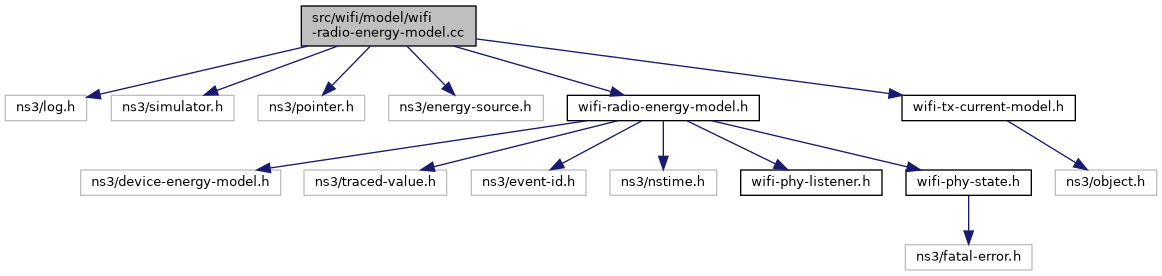 src/wifi/model/wifi
-radio-energy-model.cc
ns3/log.h
ns3/simulator.h
ns3/pointer.h
ns3/energy-source.h
wifi-radio-energy-model.h
wifi-tx-current-model.h
ns3/device-energy-model.h
ns3/traced-value.h
ns3/event-id.h
ns3/nstime.h
wifi-phy-listener.h
wifi-phy-state.h
ns3/object.h
ns3/fatal-error.h